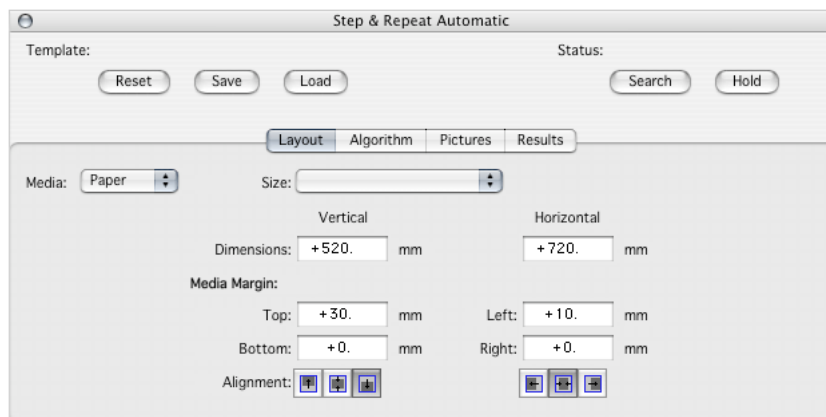 Step & Repeat Automatic
Template: Status:
Reset Save Load Search Hold
Layout Algorithm Pictures Results
Media: Paper Size:
Vertical Horizontal
Dimensions: +520. mm +720. mm
Media Margin:
Top: +30. mm Left: +10. mm
Bottom: +0. mm Right: +0. mm
Alignment: